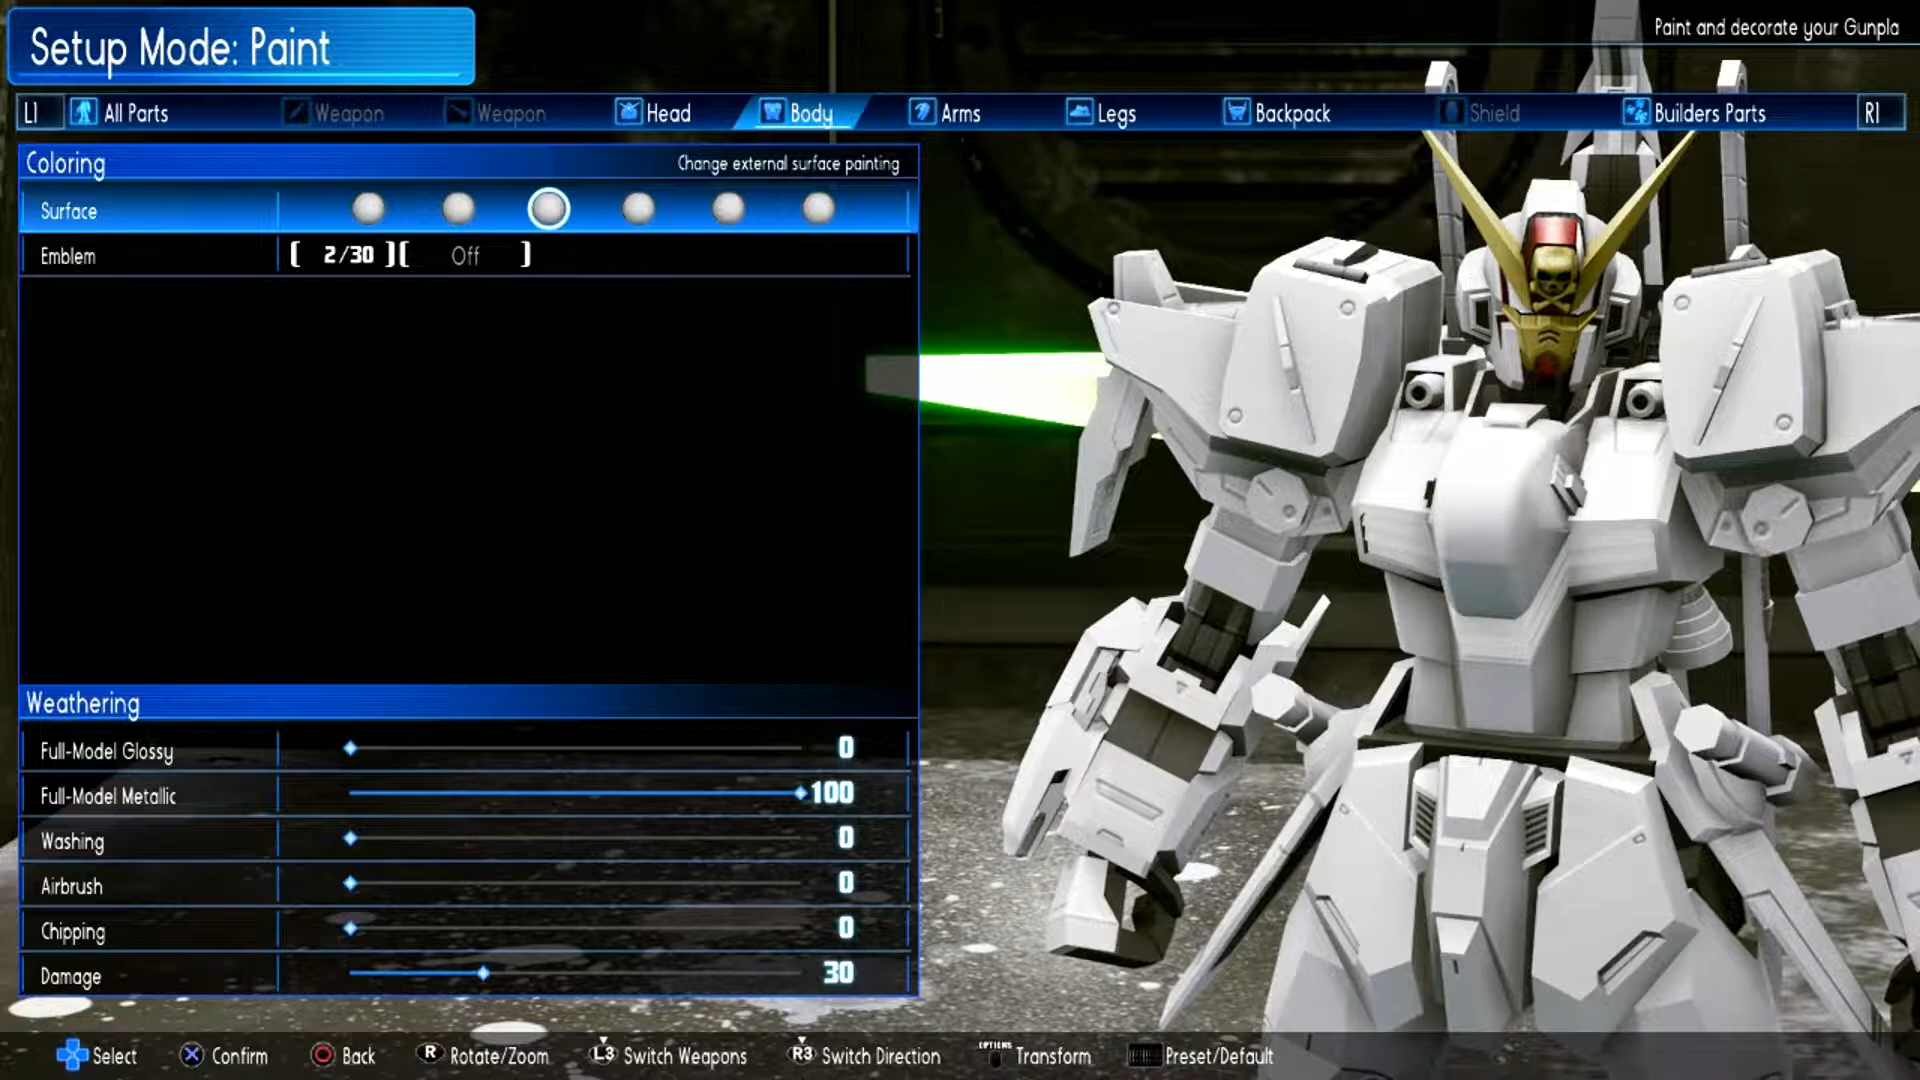 Setup Mode: Paint
Paint and decorate your Gunpla
L1 All Parts Weapon Weapon Head Body Arms Legs Backpack Shield Builders Parts R1
Coloring Change external surface painting
Surface
Emblem [ 2/30 ][ Off ]
Weathering
Full-Model Glossy 0
Full-Model Metallic 100
Washing 0
Airbrush 0
Chipping 0
Damage 30
Select Confirm Back R Rotate/Zoom L3 Switch Weapons R3 Switch Direction OPTIONS Transform Preset/Default